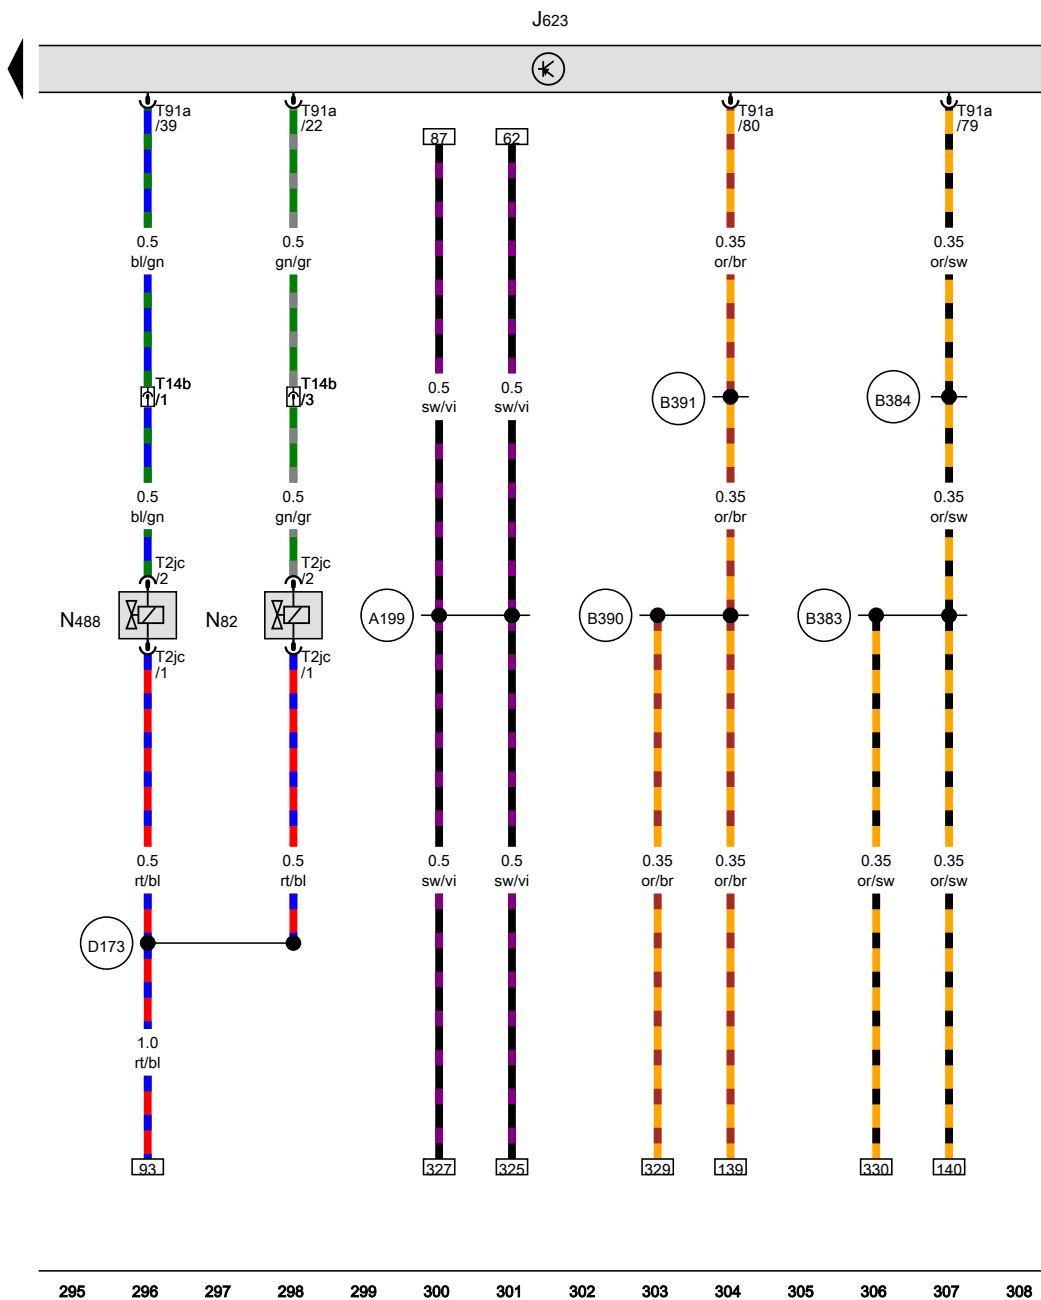 J623
T91a
/39
T91a
/22
T91a
/80
T91a
/79
87
62
0.5
bl/gn
0.5
gn/gr
0.35
or/br
0.35
or/sw
T14b
/1
T14b
/3
0.5
sw/vi
0.5
sw/vi
B391
B384
0.5
bl/gn
0.5
gn/gr
0.35
or/br
0.35
or/sw
T2jc
/2
T2jc
/2
N488
N82
A199
B390
B383
T2jc
/1
T2jc
/1
0.5
rt/bl
0.5
rt/bl
0.5
sw/vi
0.5
sw/vi
0.35
or/br
0.35
or/br
0.35
or/sw
0.35
or/sw
D173
1.0
rt/bl
93
327
325
329
139
330
140
295 296 297 298 299 300 301 302 303 304 305 306 307 308